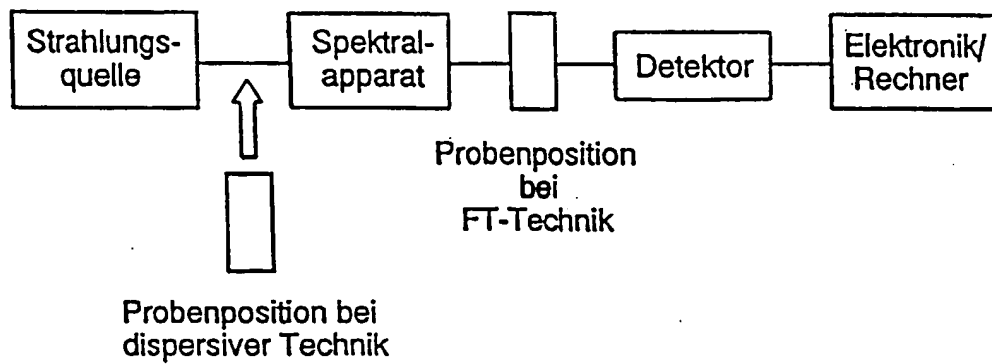 Strahlungs-
quelle
Spektral-
apparat
Detektor
Elektronik/
Rechner
Probenposition
bei
FT-Technik
Probenposition bei
dispersiver Technik